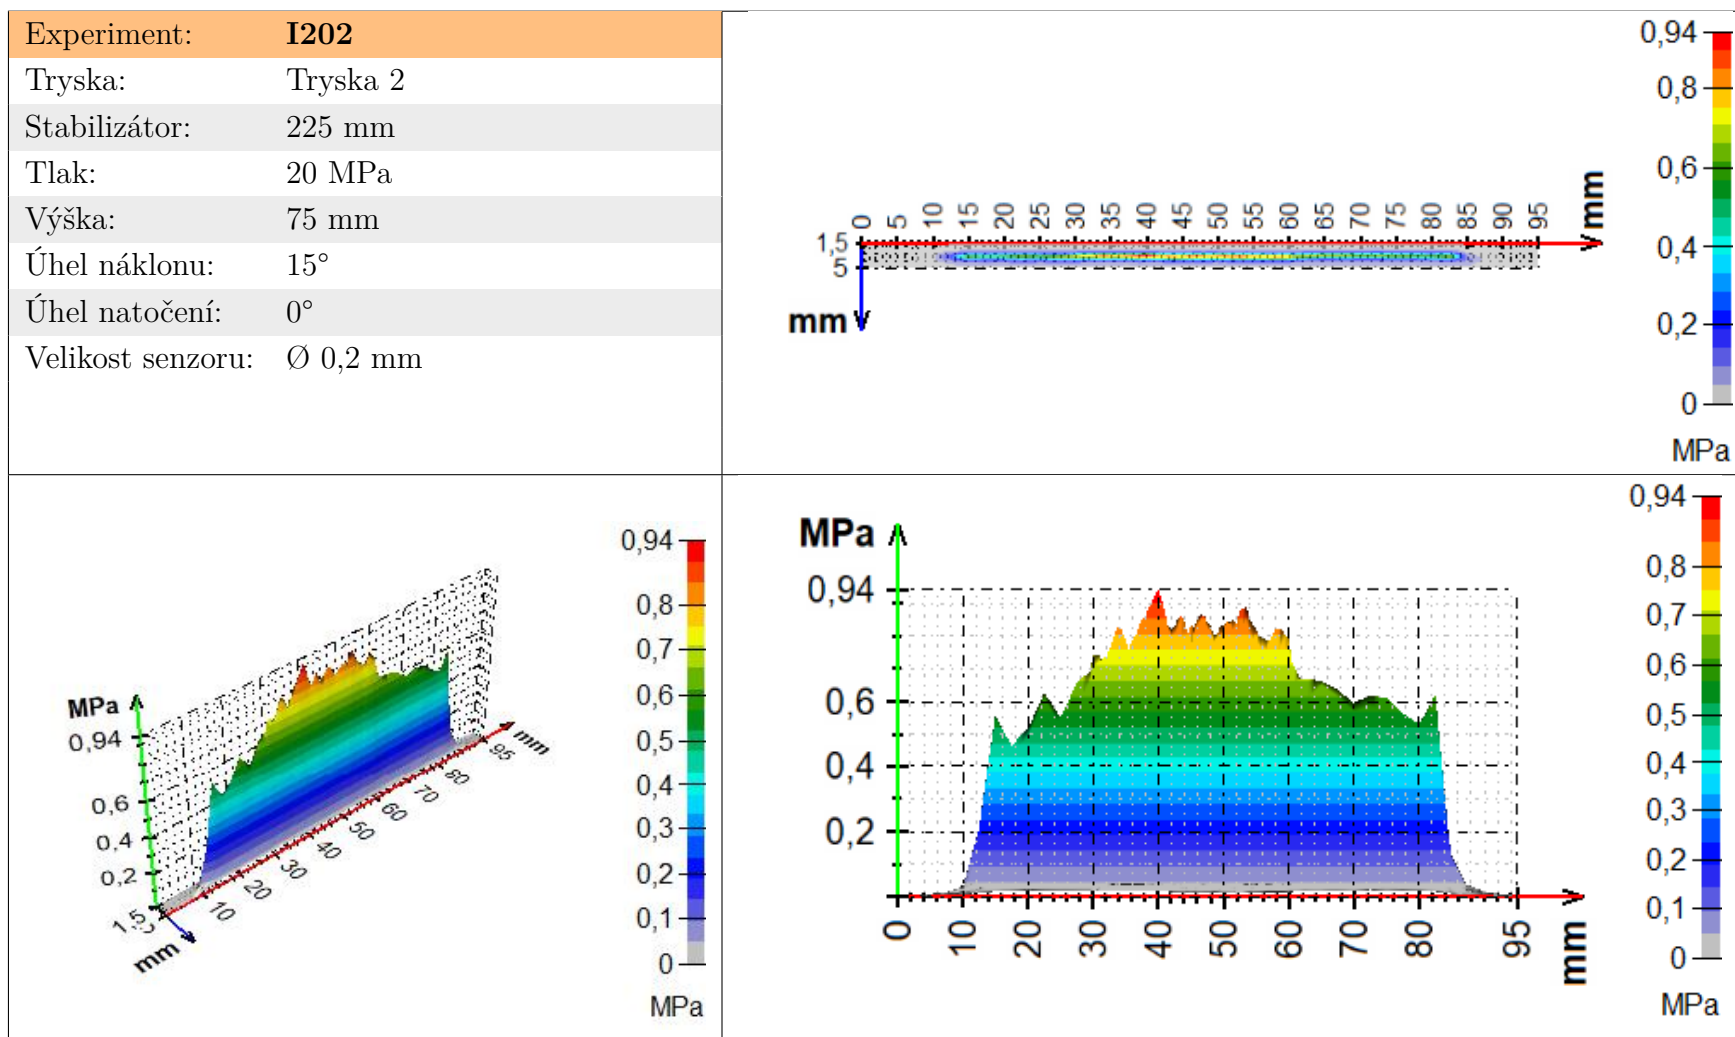 Experiment: I202
Tryska: Tryska 2
Stabilizátor: 225 mm
Tlak: 20 MPa
Výška: 75 mm
Úhel náklonu: 15°
Úhel natočení: 0°
Velikost senzoru: Ø 0,2 mm
0 5 10 15 20 25 30 35 40 45 50 55 60 65 70 75 80 85 90 95 mm
1,5
5
mm
0,94
0,8
0,6
0,4
0,2
0
MPa
MPa
0,94
0,6
0,4
0,2
1,5
mm
10 20 30 40 50 60 70 80 95 mm
0,94
0,8
0,7
0,6
0,5
0,4
0,3
0,2
0,1
0
MPa
MPa
0,94
0,6
0,4
0,2
0 10 20 30 40 50 60 70 80 95 mm
0,94
0,8
0,7
0,6
0,5
0,4
0,3
0,2
0,1
0
MPa